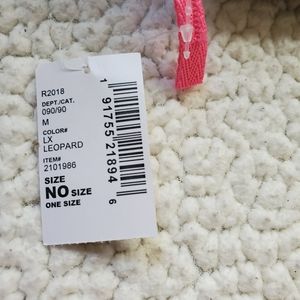 R2018
DEPT./CAT.
090/90
M
COLOR#
LX
LEOPARD
ITEM#
2101986
SIZE
NO SIZE
ONE SIZE
1 91755 21894 6